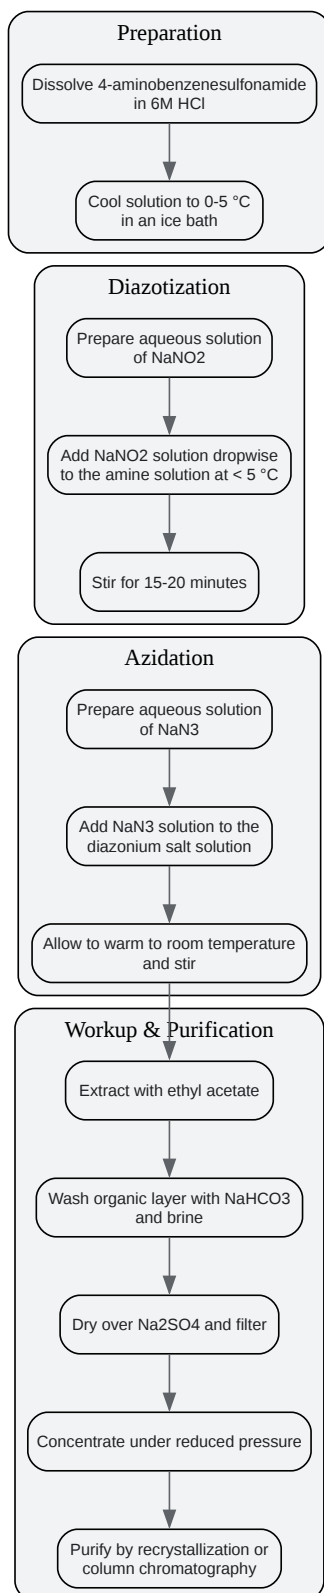 Preparation
Dissolve 4-aminobenzenesulfonamide
in 6M HCl
Cool solution to 0-5 °C
in an ice bath
Diazotization
Prepare aqueous solution
of NaNO2
Add NaNO2 solution dropwise
to the amine solution at < 5 °C
Stir for 15-20 minutes
Azidation
Prepare aqueous solution
of NaN3
Add NaN3 solution to the
diazonium salt solution
Allow to warm to room temperature
and stir
Workup & Purification
Extract with ethyl acetate
Wash organic layer with NaHCO3
and brine
Dry over Na2SO4 and filter
Concentrate under reduced pressure
Purify by recrystallization or
column chromatography